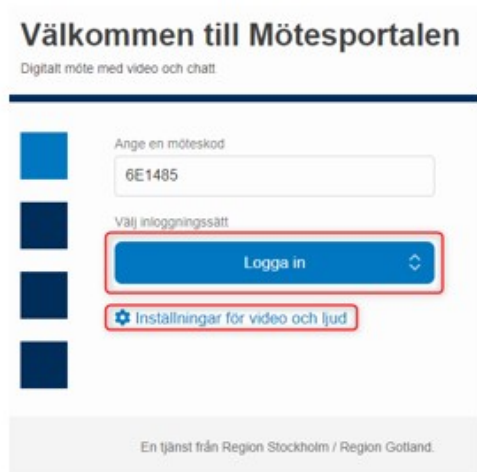 Välkommen till Mötesportalen
Digitalt möte med video och chatt
Ange en möteskod
6E1485
Välj inloggningssätt
Logga in
Inställningar för video och ljud
En tjänst från Region Stockholm / Region Gotland.